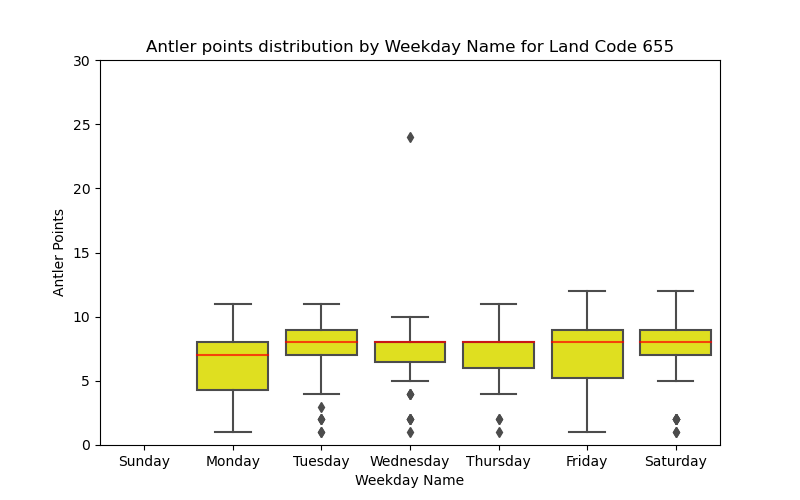 Antler points distribution by Weekday Name for Land Code 655
Antler Points
30
25
20
15
10
5
0
Sunday Monday Tuesday Wednesday Thursday Friday Saturday
Weekday Name